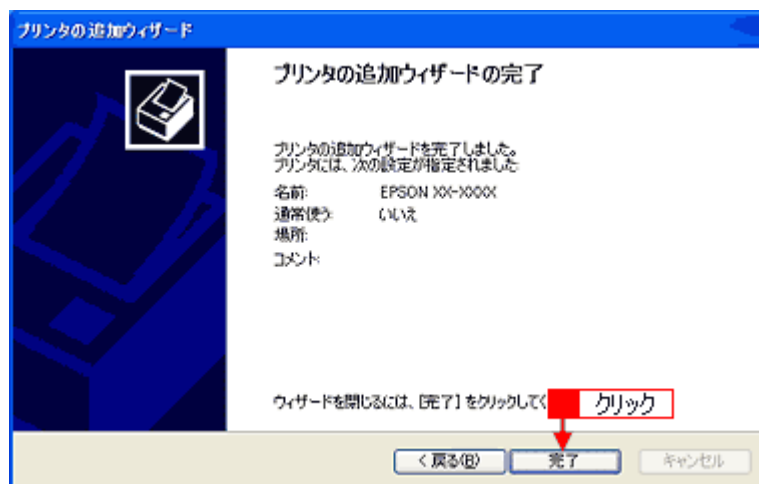 プリンタの追加ウィザード
プリンタの追加ウィザードの完了
プリンタの追加ウィザードを完了しました。
プリンタには、次の設定が指定されました:
名前: EPSON XX-XXXX
通常使う: いいえ
場所:
コメント:
ウィザードを閉じるには、[完了] をクリックしてく
クリック
< 戻る(B) 完了 キャンセル